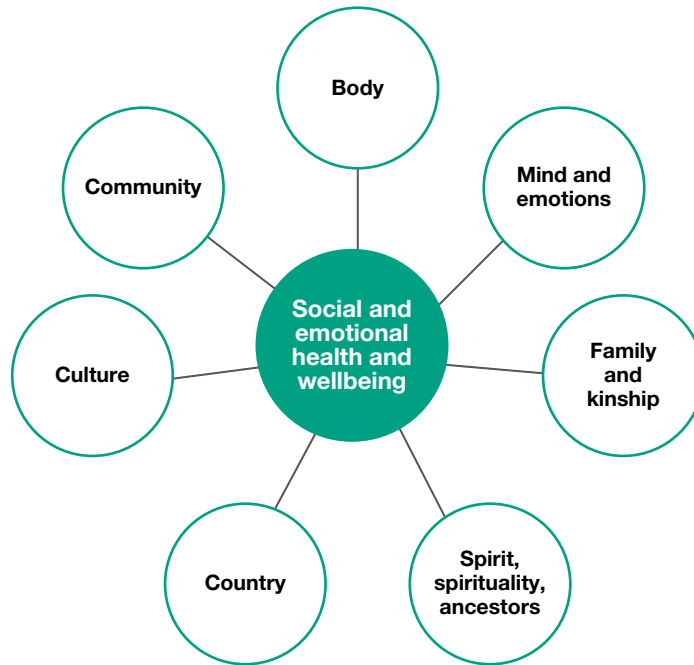 Body
Mind and
emotions
Family
and
kinship
Spirit,
spirituality,
ancestors
Country
Culture
Community
Social and
emotional
health and
wellbeing